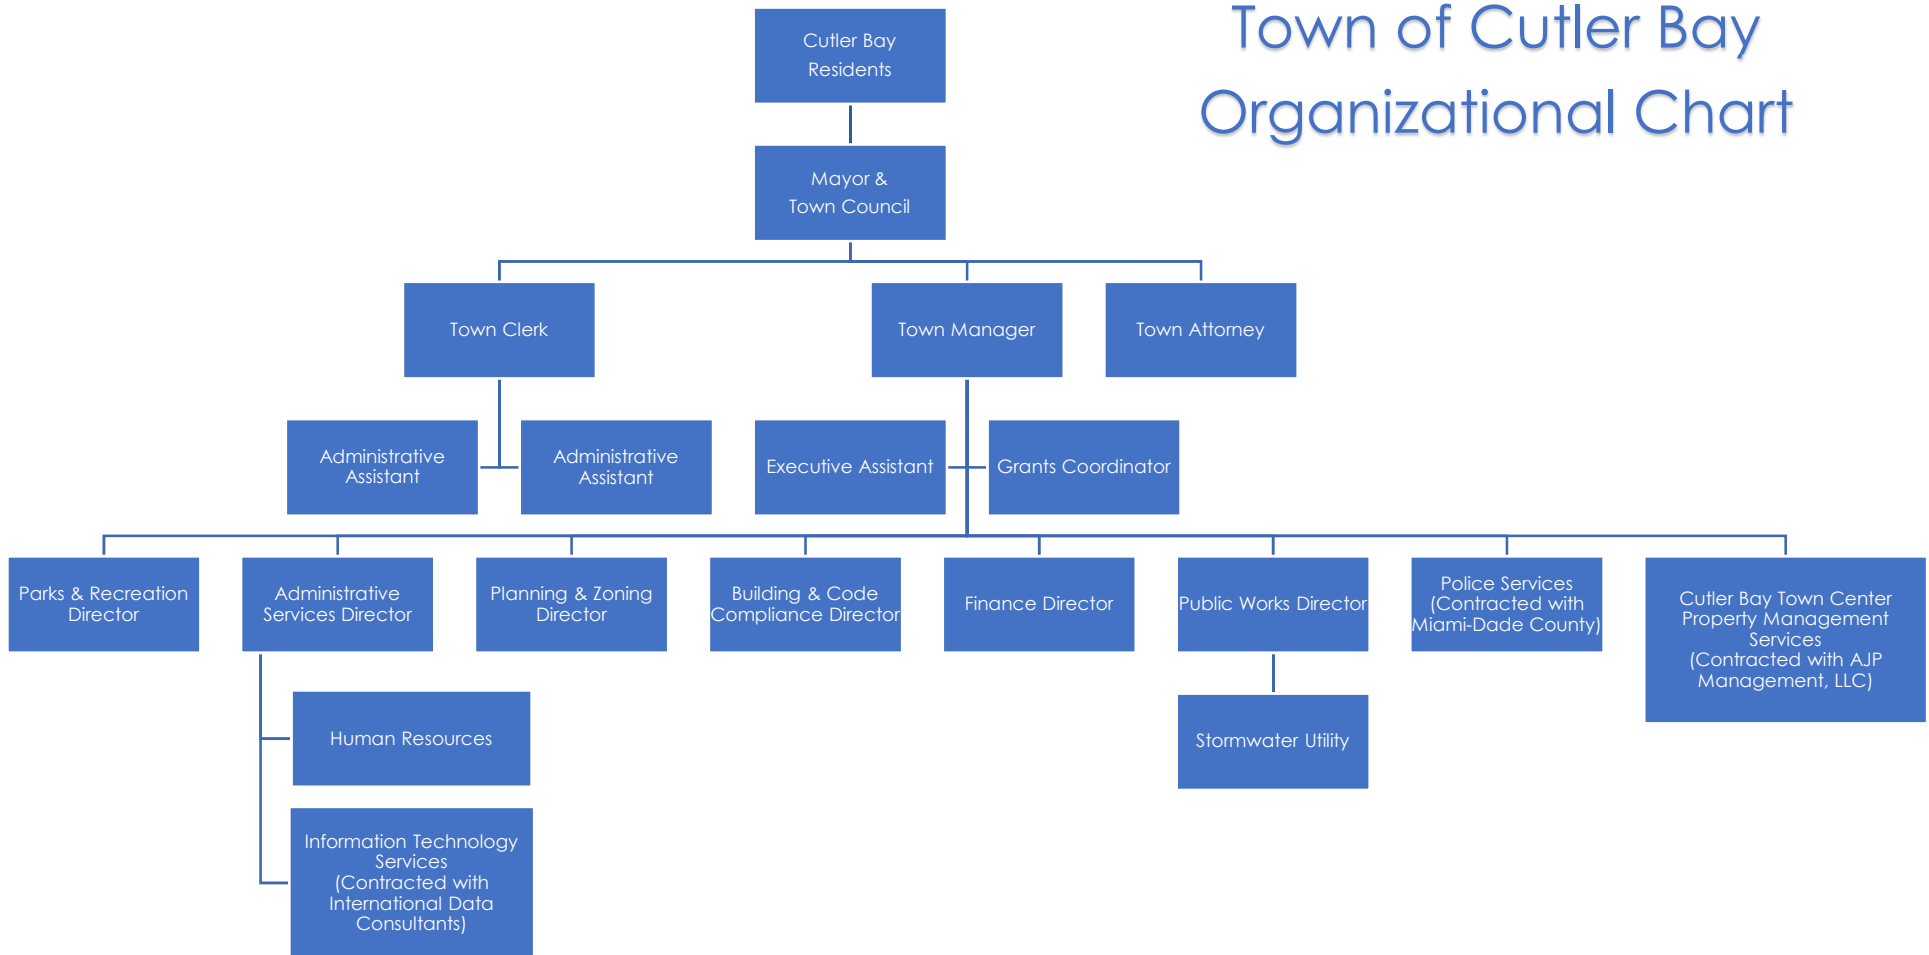 Town of Cutler Bay
Organizational Chart
Cutler Bay
Residents
Mayor &
Town Council
Town Clerk
Town Manager
Town Attorney
Administrative
Assistant
Administrative
Assistant
Executive Assistant
Grants Coordinator
Parks & Recreation
Director
Administrative
Services Director
Planning & Zoning
Director
Building & Code
Compliance Director
Finance Director
Public Works Director
Police Services
(Contracted with
Miami-Dade County)
Cutler Bay Town Center
Property Management
Services
(Contracted with AJP
Management, LLC)
Human Resources
Stormwater Utility
Information Technology
Services
(Contracted with
International Data
Consultants)